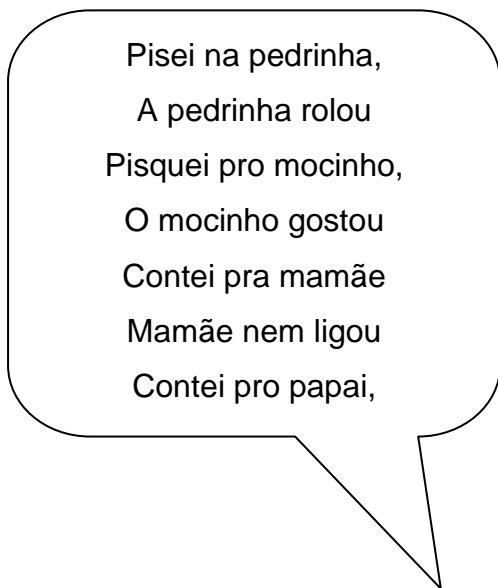 Pisei na pedrinha,
A pedrinha rolou
Pisquei pro mocinho,
O mocinho gostou
Contei pra mamãe
Mamãe nem ligou
Contei pro papai,